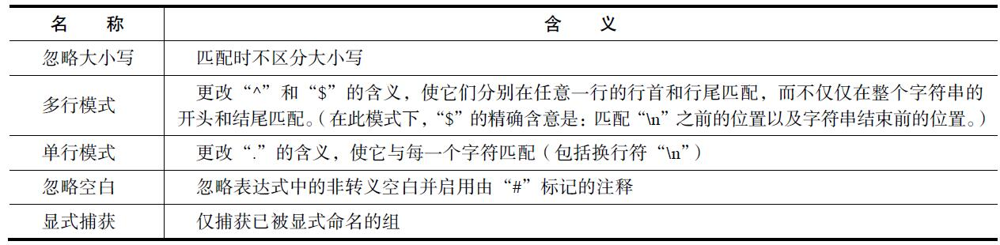 名 称 含 义
忽略大小写 匹配时不区分大小写
多行模式 更改“^”和“$”的含义，使它们分别在任意一行的行首和行尾匹配，而不仅仅在整个字符串的
开头和结尾匹配。（在此模式下，“$”的精确含意是：匹配“\n”之前的位置以及字符串结束前的位置。）
单行模式 更改“.”的含义，使它与每一个字符匹配（包括换行符“\n”）
忽略空白 忽略表达式中的非转义空白并启用由“#”标记的注释
显式捕获 仅捕获已被显式命名的组